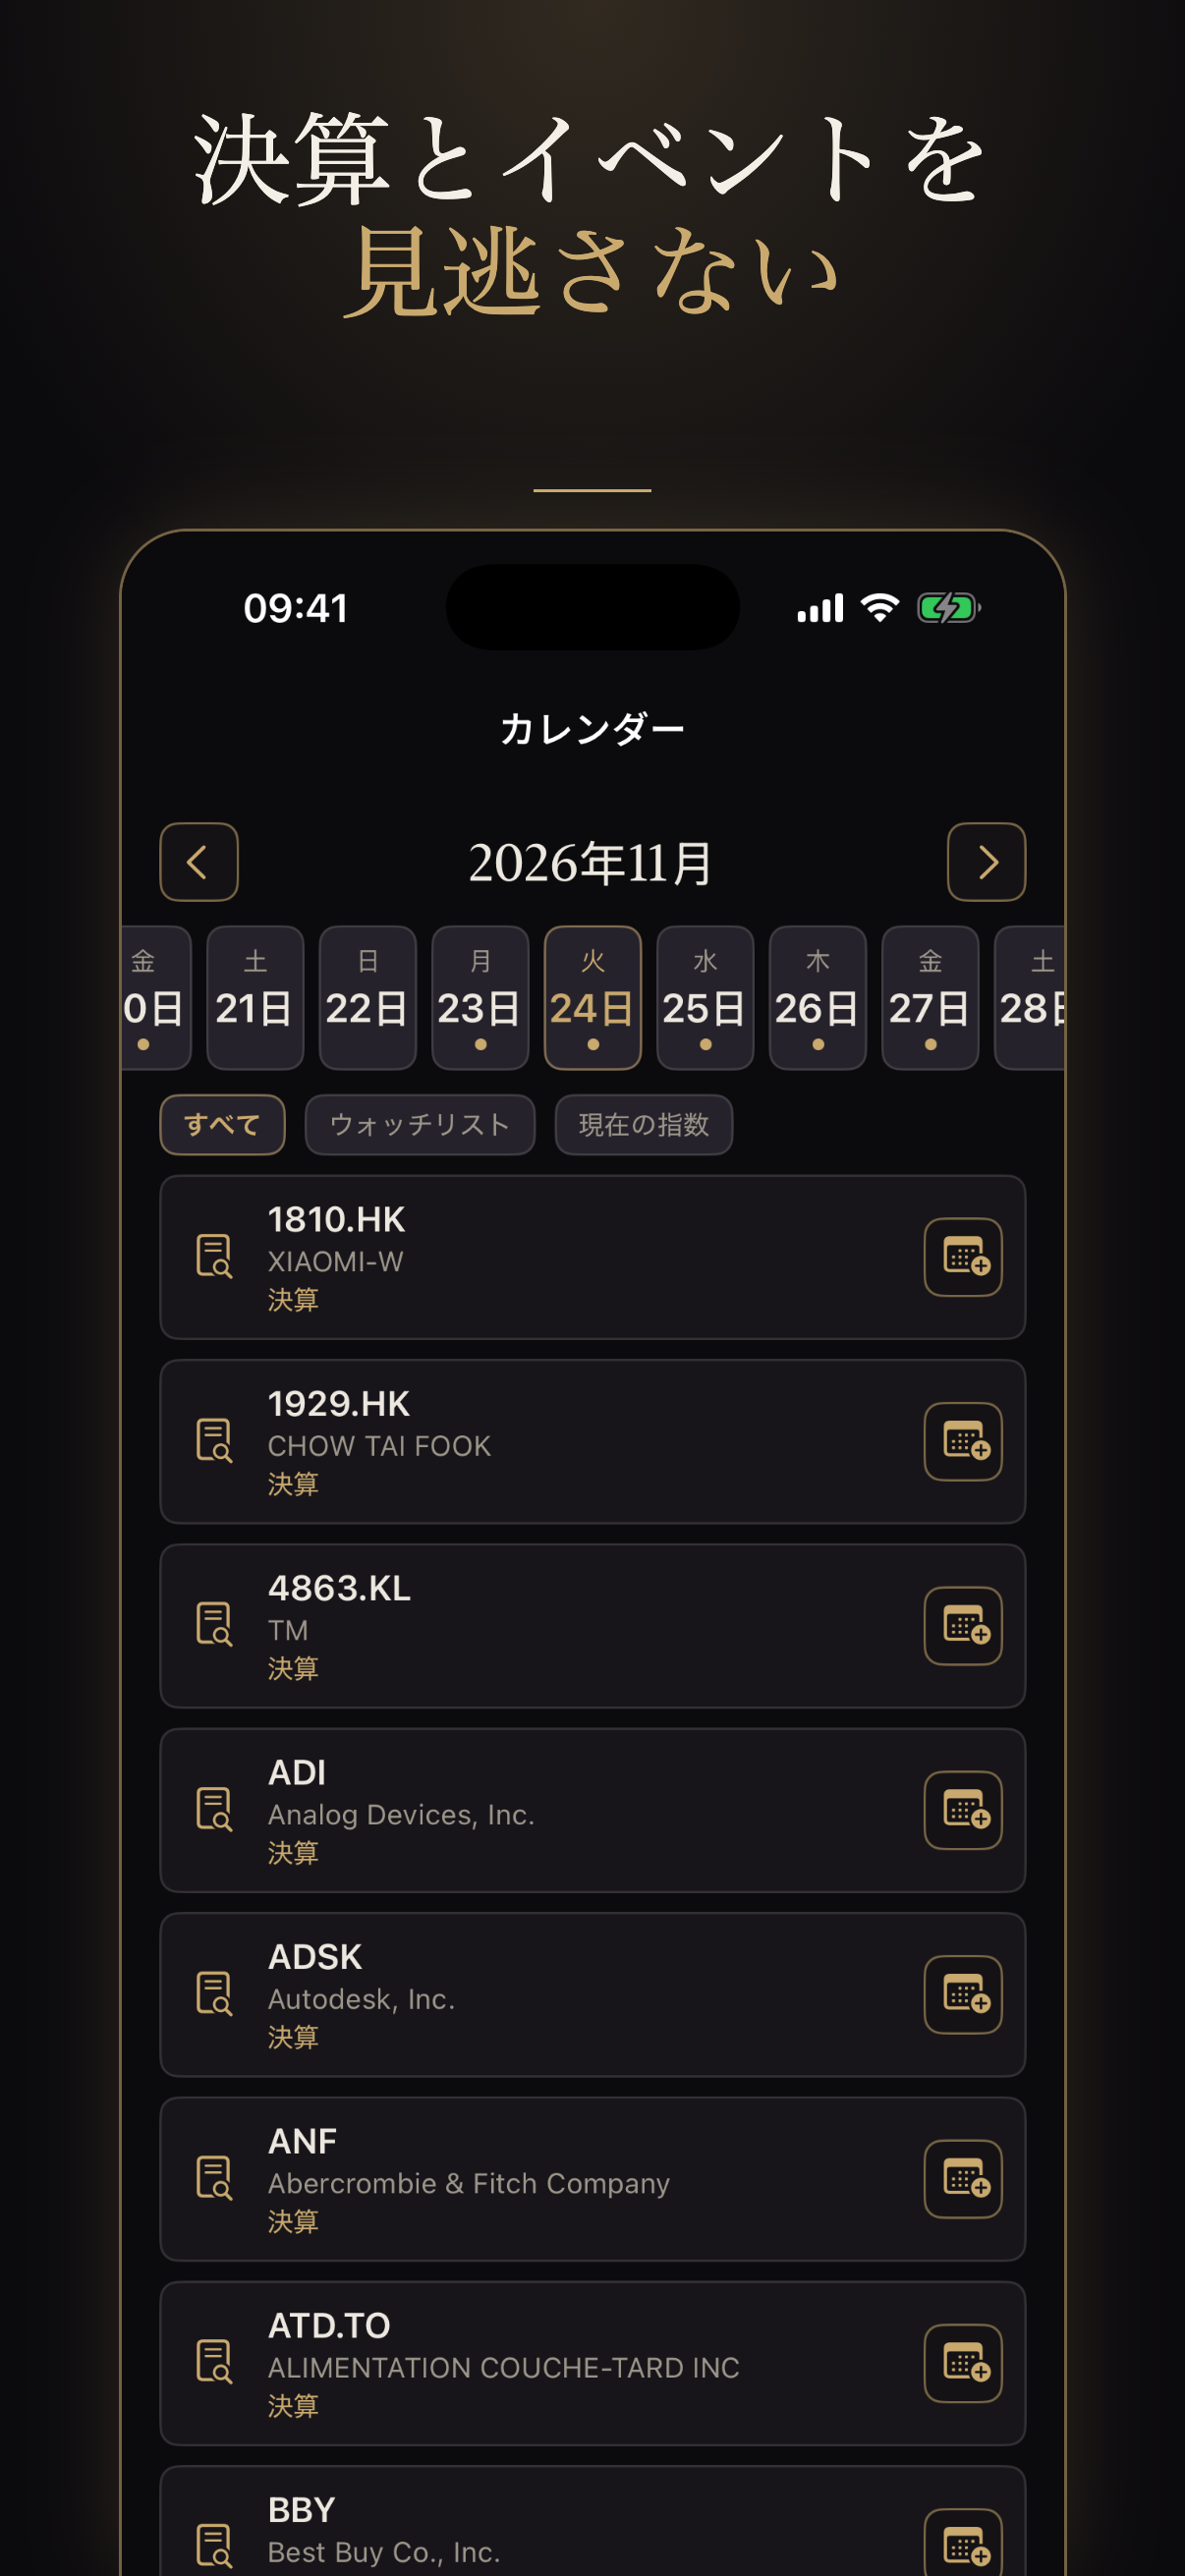 決算とイベントを
見逃さない
09:41
カレンダー
2026年11月
金 土 日 月 火 水 木 金 土
0日 21日 22日 23日 24日 25日 26日 27日 28日
すべて ウォッチリスト 現在の指数
1810.HK
XIAOMI-W
決算
1929.HK
CHOW TAI FOOK
決算
4863.KL
TM
決算
ADI
Analog Devices, Inc.
決算
ADSK
Autodesk, Inc.
決算
ANF
Abercrombie & Fitch Company
決算
ATD.TO
ALIMENTATION COUCHE-TARD INC
決算
BBY
Best Buy Co., Inc.